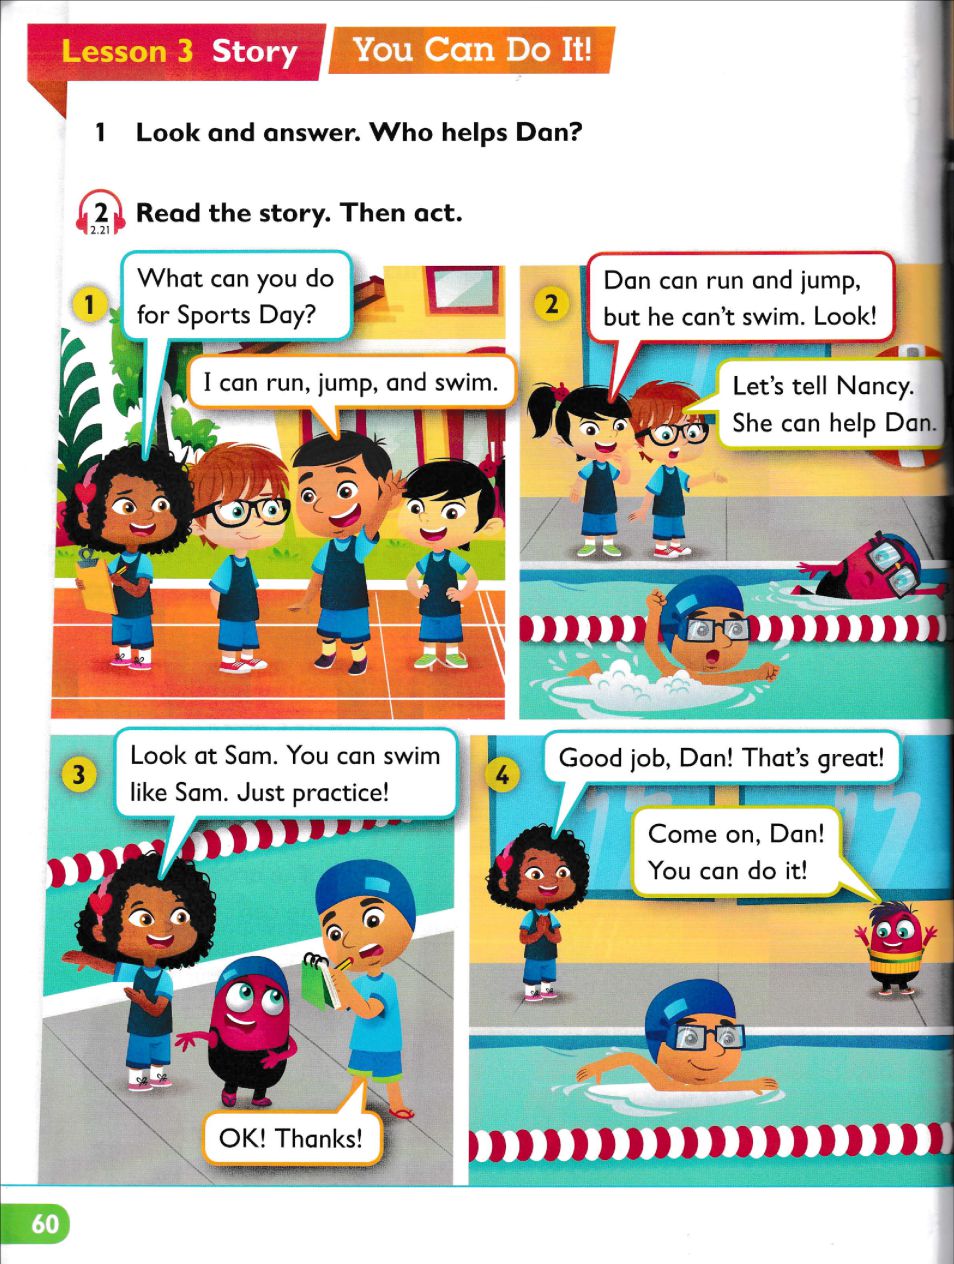 Lesson 3 Story You Can Do It!
1 Look and answer. Who helps Dan?
2 Read the story. Then act.
2.21
1
What can you do
for Sports Day?
I can run, jump, and swim.
2
Dan can run and jump,
but he can't swim. Look!
Let's tell Nancy.
She can help Dan.
3
Look at Sam. You can swim
like Sam. Just practice!
OK! Thanks!
4
Good job, Dan! That's great!
Come on, Dan!
You can do it!
60